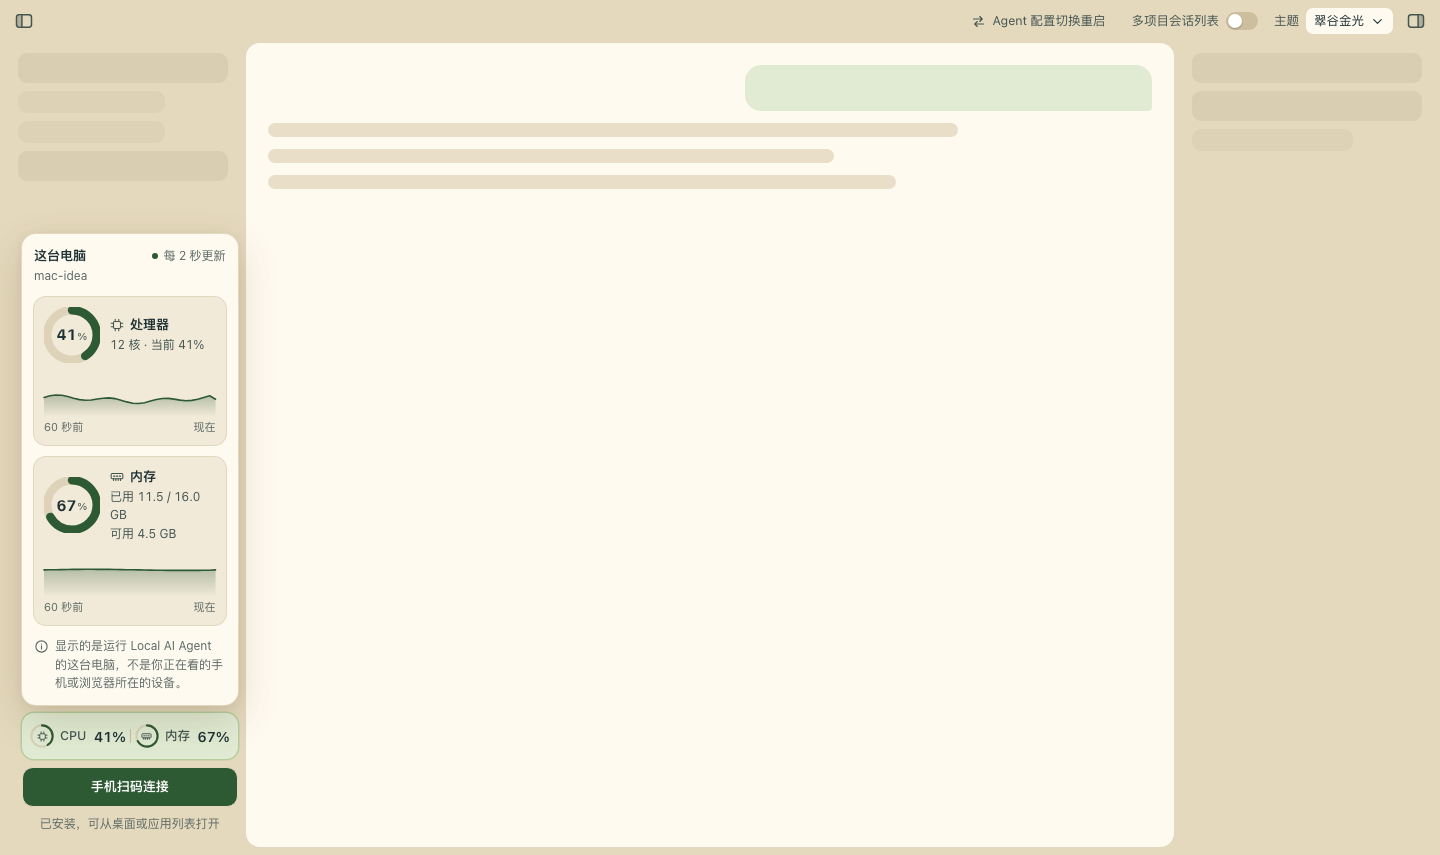 Agent 配置切换重启
多项目会话列表
主题
翠谷金光
这台电脑
每 2 秒更新
mac-idea
41%
处理器
12 核 · 当前 41%
60 秒前
现在
67%
内存
已用 11.5 / 16.0
GB
可用 4.5 GB
60 秒前
现在
显示的是运行 Local AI Agent
的这台电脑，不是你正在看的手
机或浏览器所在的设备。
CPU 41%
内存 67%
手机扫码连接
已安装，可从桌面或应用列表打开